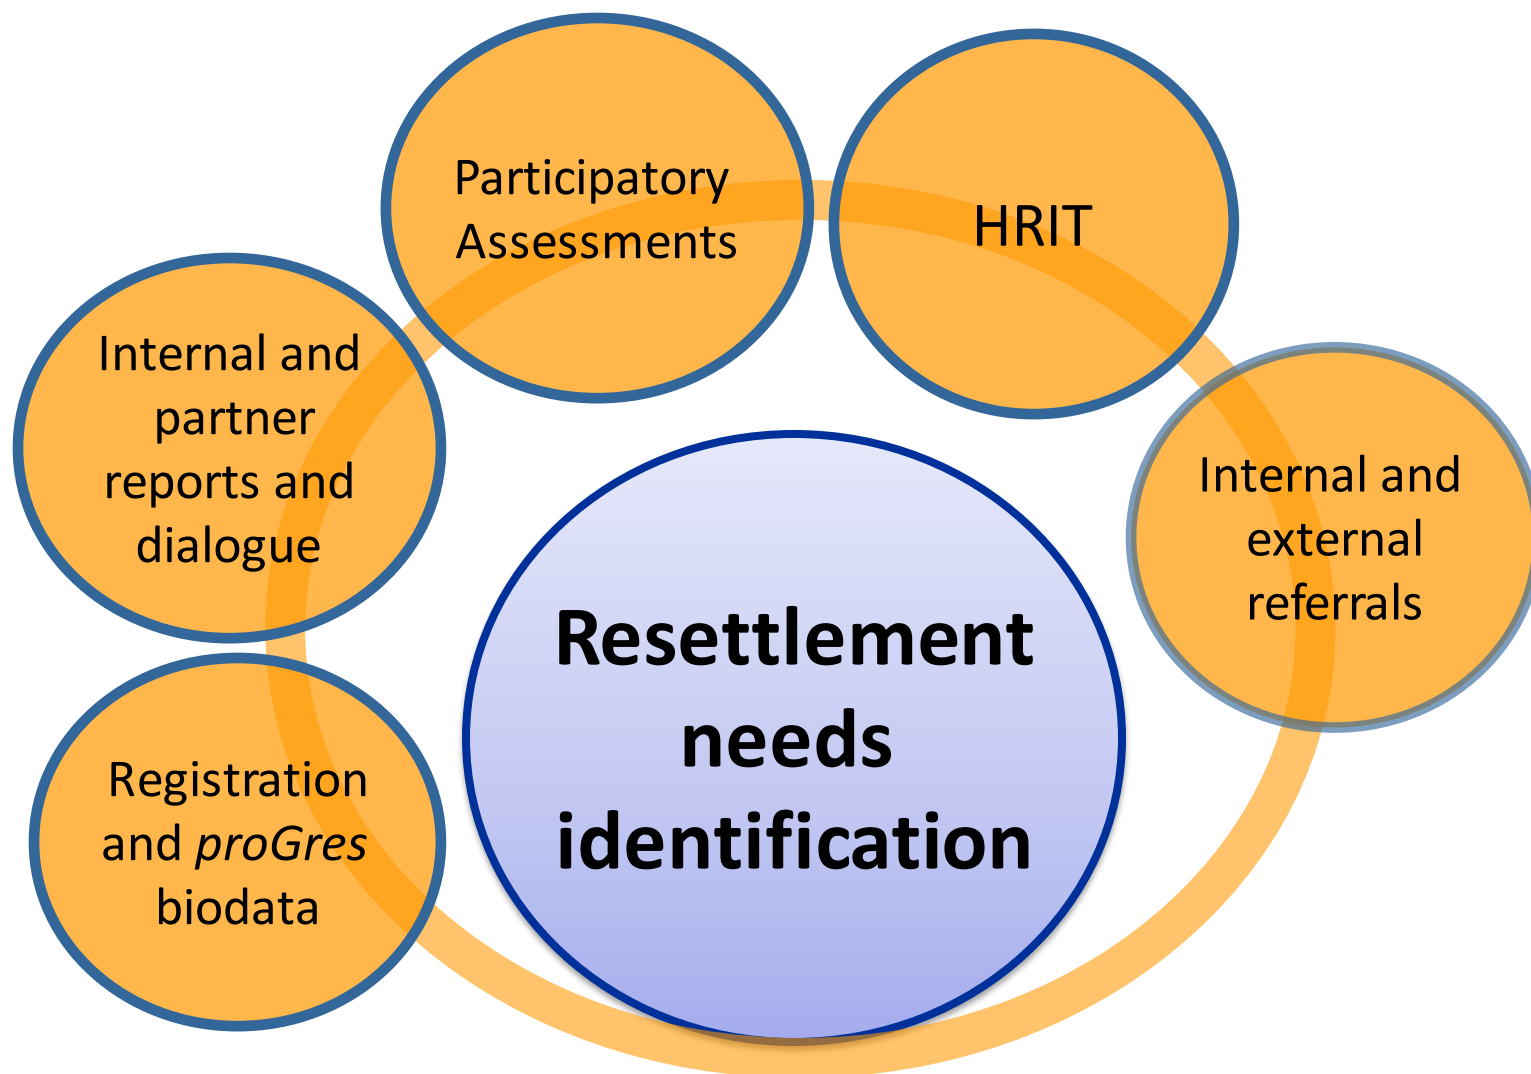 Participatory
Assessments
HRIT
Internal and
partner
reports and
dialogue
Internal and
external
referrals
Resettlement
needs
identification
Registration
and proGres
biodata